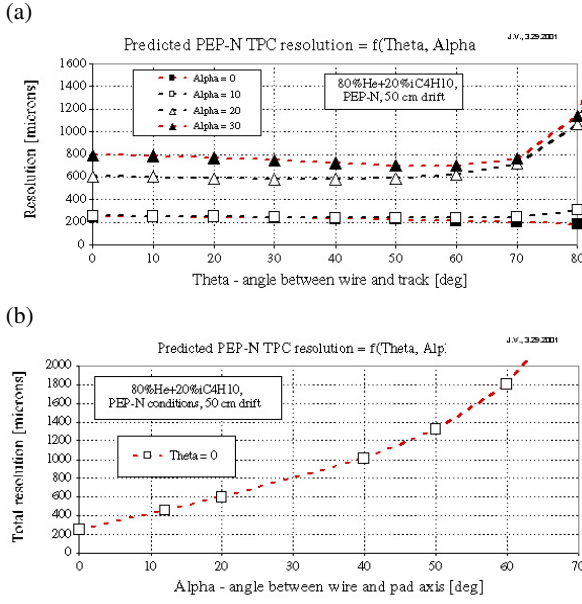 (a)
Predicted PEP-N TPC resolution = f(Theta, Alpha
J.V., 3.29.2001
Resolution [microns]
1600
1400
1200
1000
800
600
400
200
0
Alpha = 0
Alpha = 10
Alpha = 20
Alpha = 30
80%He+20%iC4H10,
PEP-N, 50 cm drift
0 10 20 30 40 50 60 70 80
Theta - angle between wire and track [deg]
(b)
Predicted PEP-N TPC resolution = f(Theta, Alp
J.V., 3.29.2001
Total resolution [microns]
2000
1800
1600
1400
1200
1000
800
600
400
200
0
80%He+20%iC4H10,
PEP-N conditions, 50 cm drift
Theta = 0
0 10 20 30 40 50 60 70
Alpha - angle between wire and pad axis [deg]